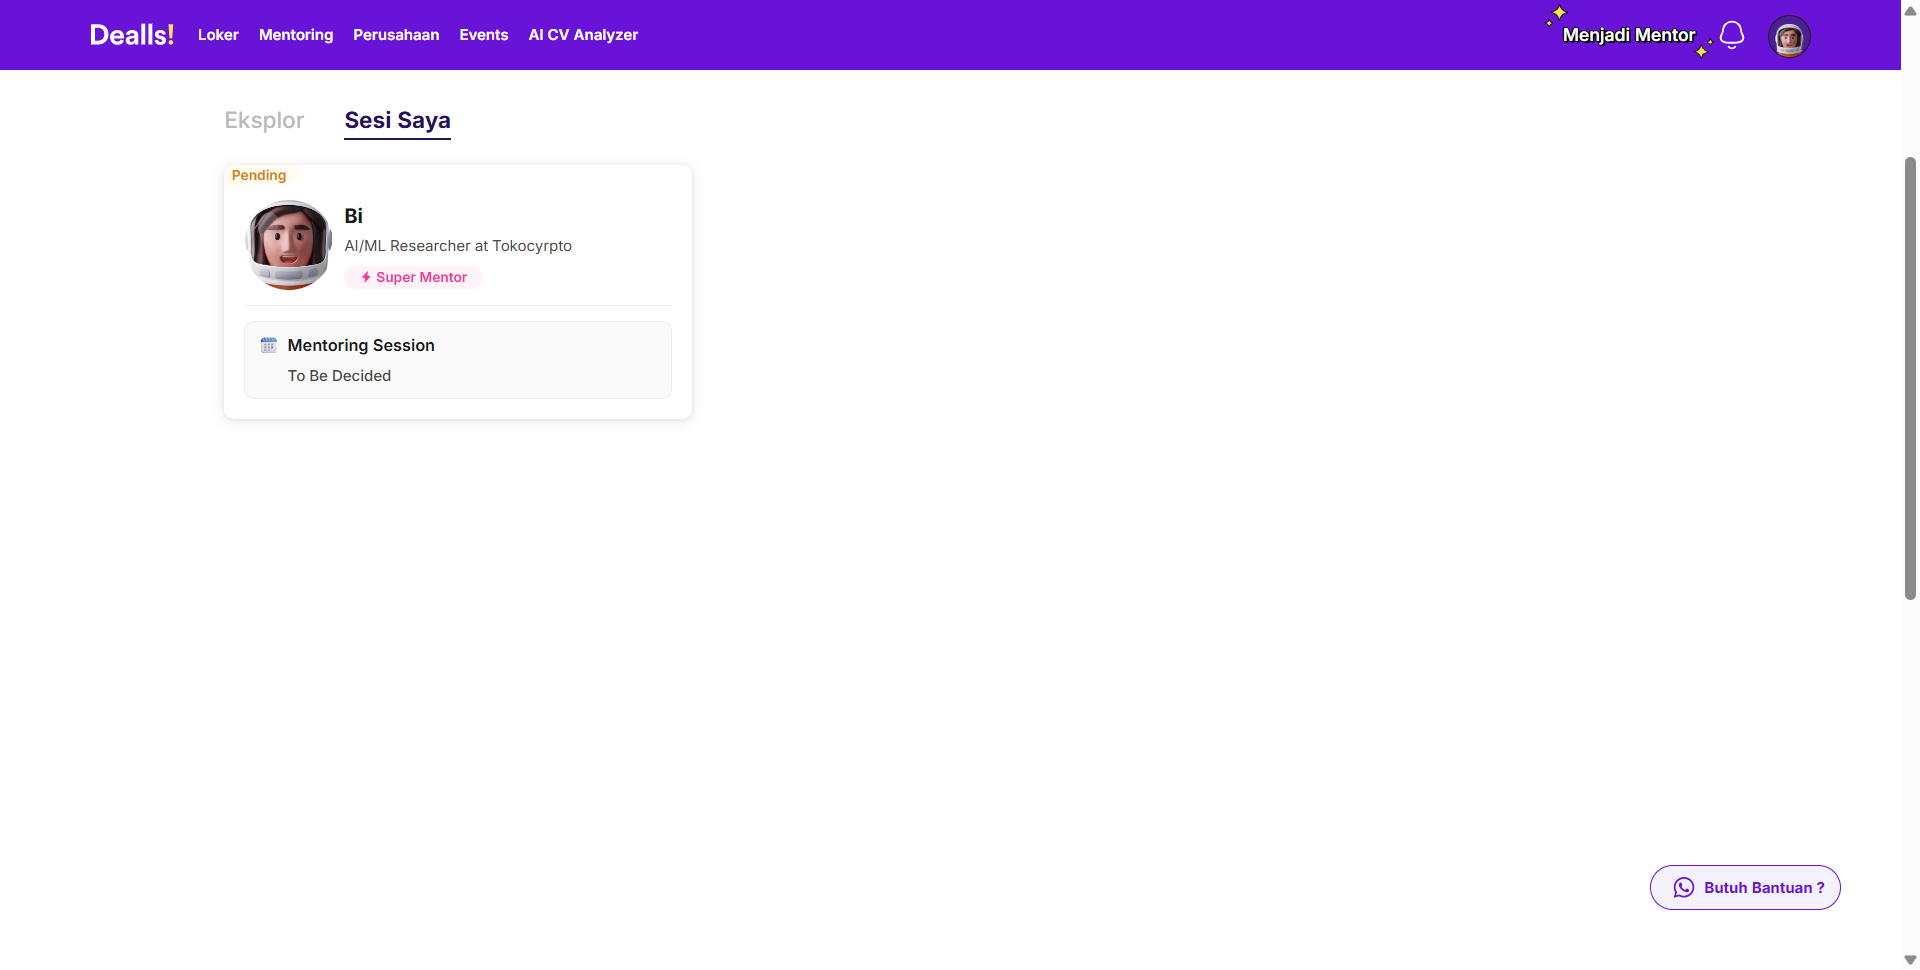 Dealls!
Loker
Mentoring
Perusahaan
Events
AI CV Analyzer
Menjadi Mentor
Eksplor
Sesi Saya
Pending
Bi
AI/ML Researcher at Tokocyrpto
Super Mentor
Mentoring Session
To Be Decided
Butuh Bantuan ?